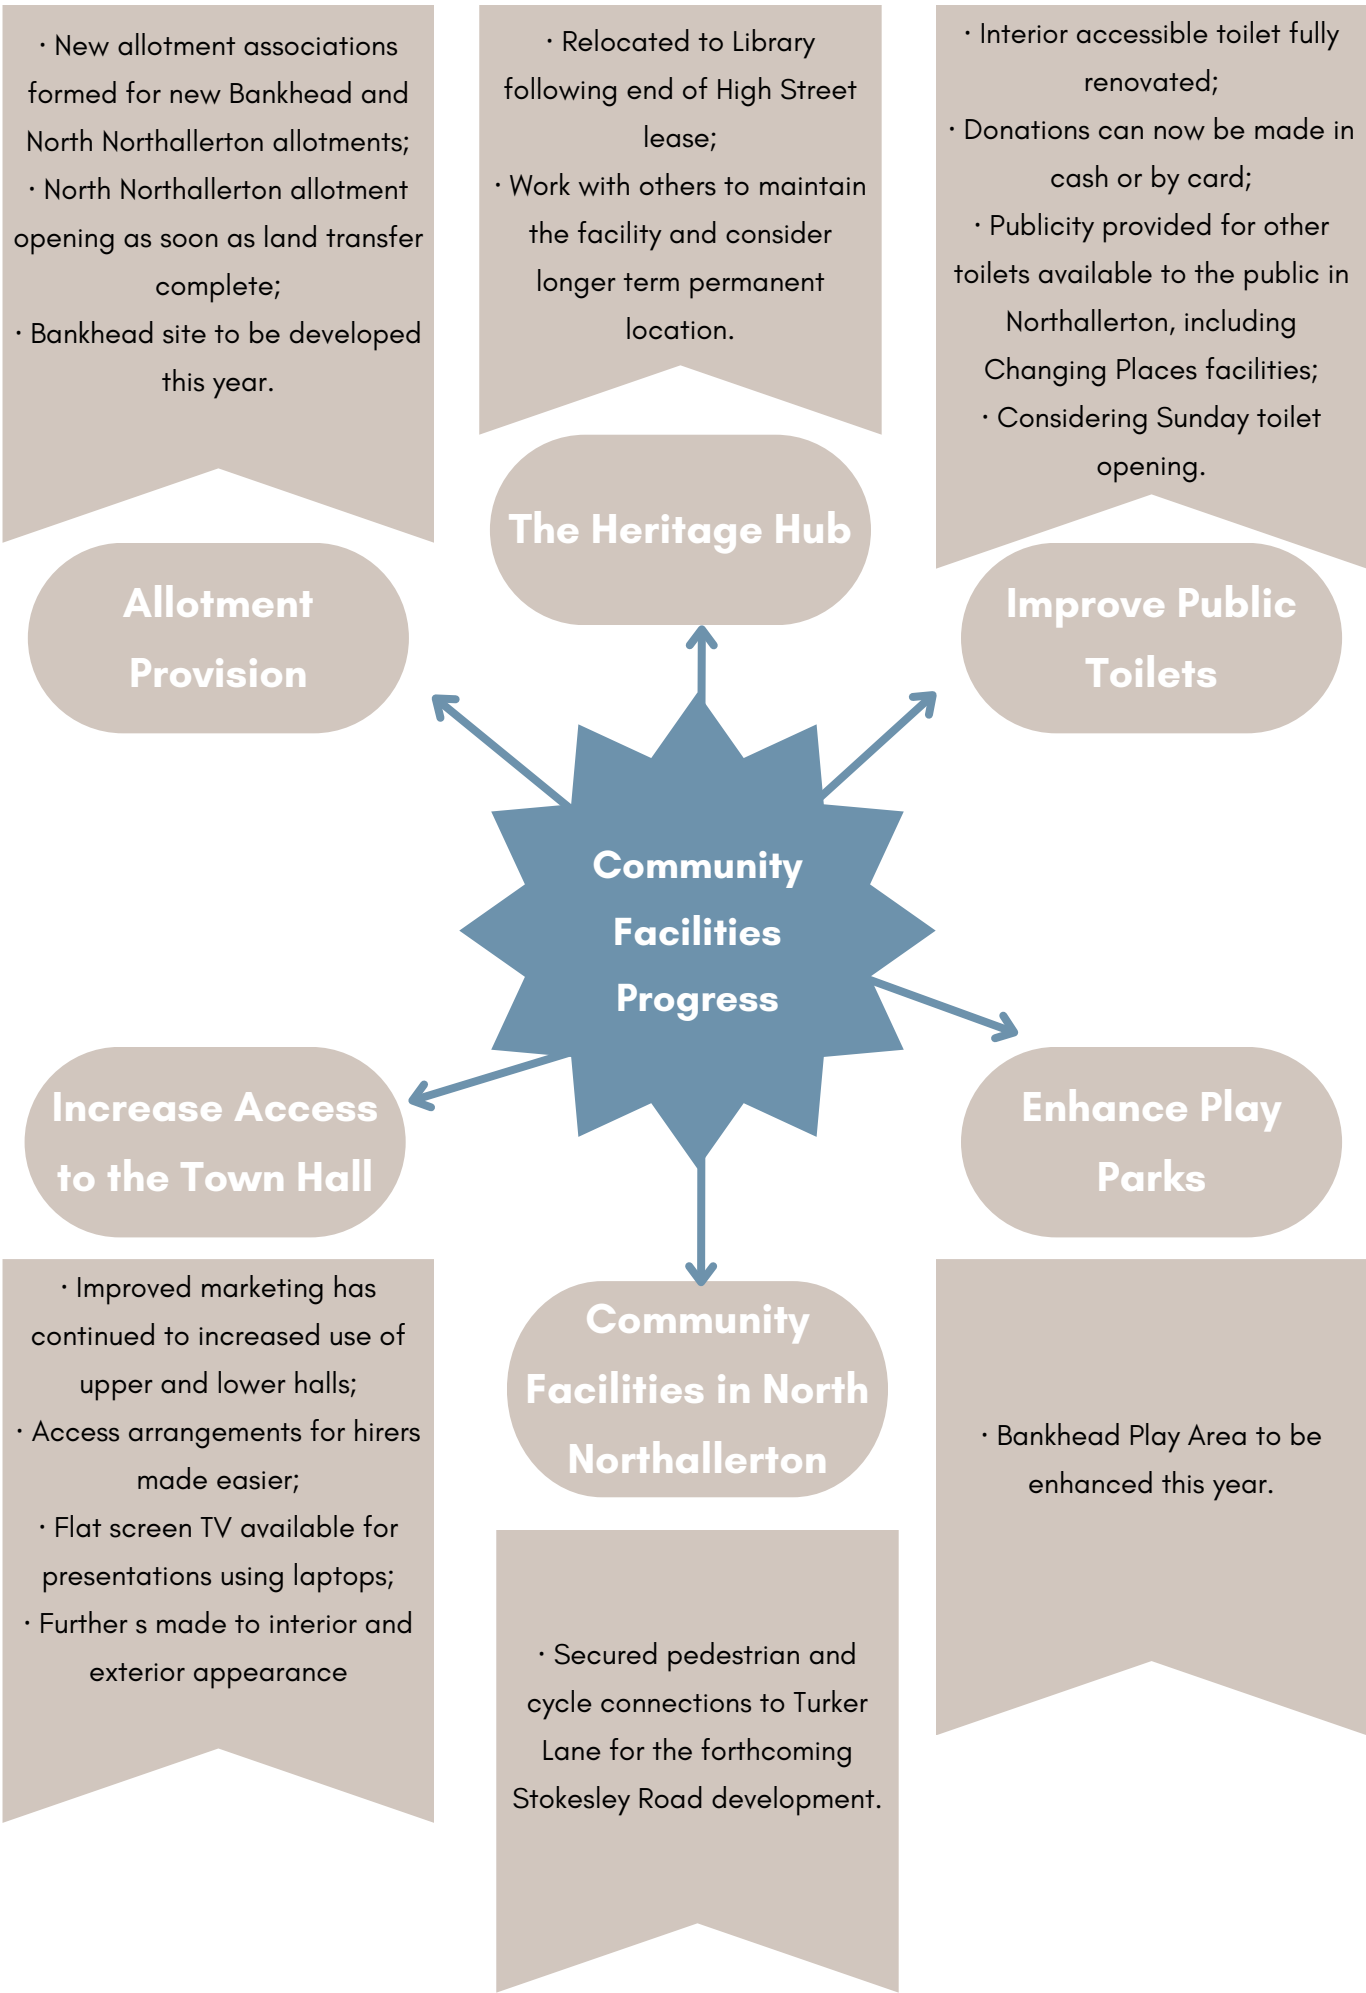 · New allotment associations
formed for new Bankhead and
North Northallerton allotments;
· North Northallerton allotment
opening as soon as land transfer
complete;
· Bankhead site to be developed
this year.
Allotment
Provision
· Relocated to Library
following end of High Street
lease;
· Work with others to maintain
the facility and consider
longer term permanent
location.
The Heritage Hub
· Interior accessible toilet fully
renovated;
· Donations can now be made in
cash or by card;
· Publicity provided for other
toilets available to the public in
Northallerton, including
Changing Places facilities;
· Considering Sunday toilet
opening.
Improve Public
Toilets
Community
Facilities
Progress
Increase Access
to the Town Hall
· Improved marketing has
continued to increased use of
upper and lower halls;
· Access arrangements for hirers
made easier;
· Flat screen TV available for
presentations using laptops;
· Further s made to interior and
exterior appearance
Community
Facilities in North
Northallerton
· Secured pedestrian and
cycle connections to Turker
Lane for the forthcoming
Stokesley Road development.
Enhance Play
Parks
· Bankhead Play Area to be
enhanced this year.